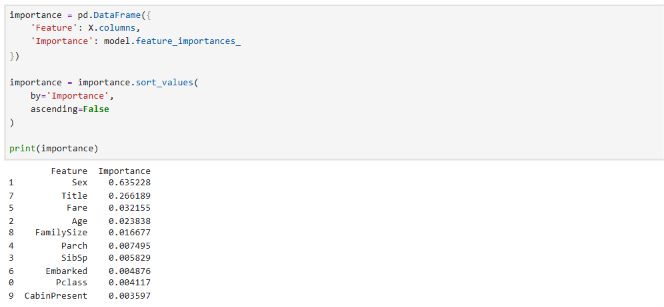 importance = pd.DataFrame({
    'Feature': X.columns,
    'Importance': model.feature_importances_
})

importance = importance.sort_values(
    by='Importance',
    ascending=False
)

print(importance)

        Feature  Importance
1           Sex    0.635228
7         Title    0.266189
5          Fare    0.032155
2           Age    0.023838
8    FamilySize    0.016677
4         Parch    0.007495
3         SibSp    0.005829
6      Embarked    0.004876
0        Pclass    0.004117
9  CabinPresent    0.003597